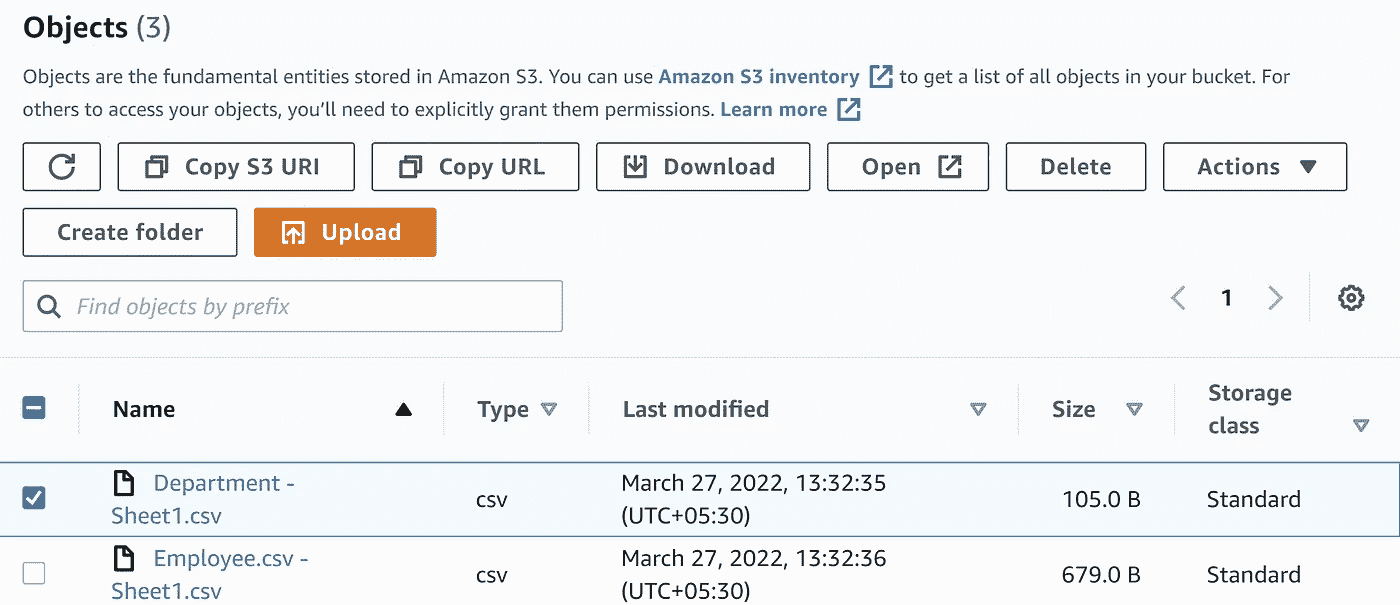 Objects (3)
Objects are the fundamental entities stored in Amazon S3. You can use Amazon S3 inventory to get a list of all objects in your bucket. For
others to access your objects, you'll need to explicitly grant them permissions. Learn more
Copy S3 URI Copy URL Download Open Delete Actions
Create folder Upload
Find objects by prefix
1
Name Type Last modified Size Storage class
Department - Sheet1.csv csv March 27, 2022, 13:32:35 (UTC+05:30) 105.0 B Standard
Employee.csv - Sheet1.csv csv March 27, 2022, 13:32:36 (UTC+05:30) 679.0 B Standard